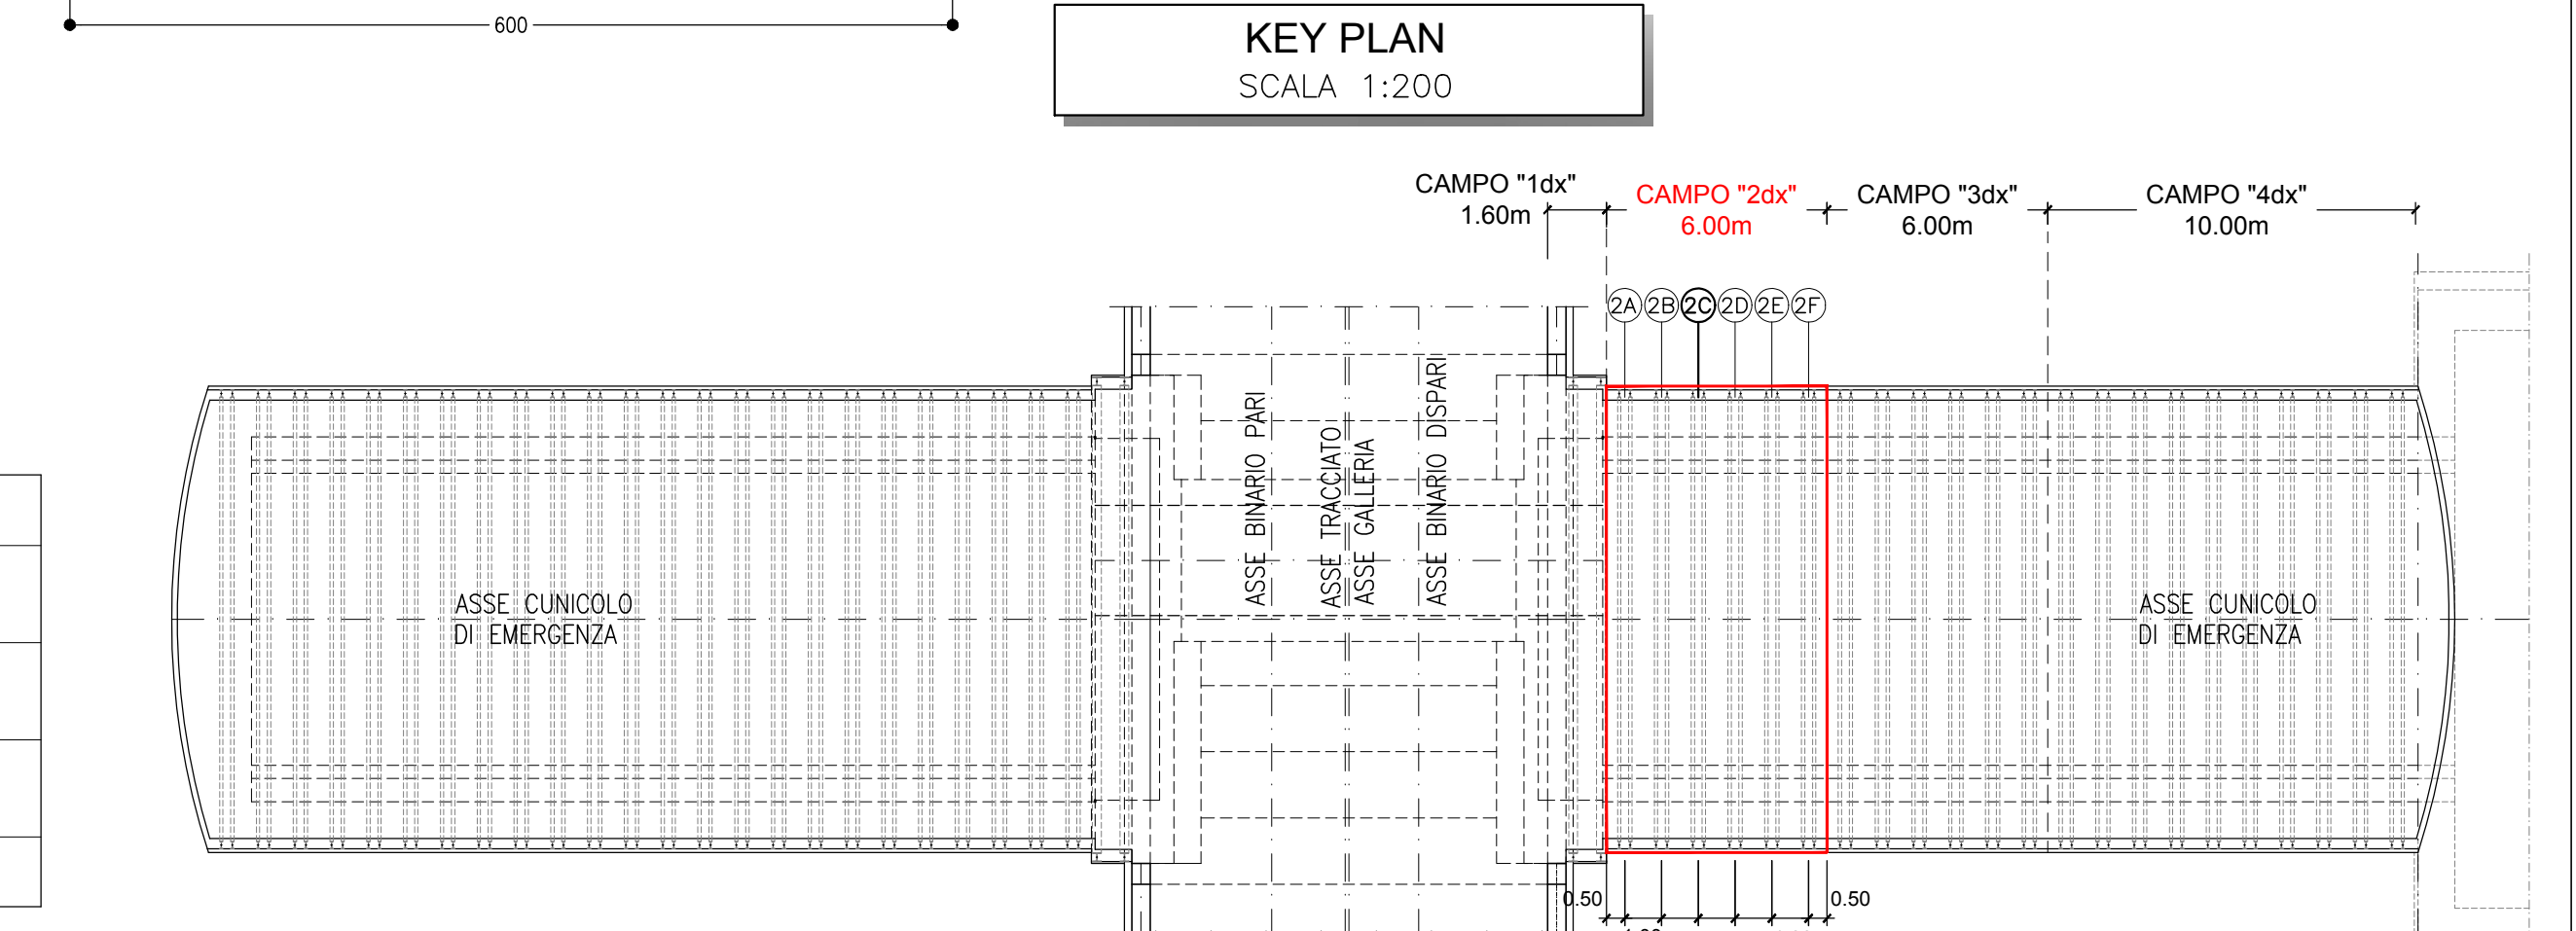 600
KEY PLAN
SCALA 1:200
CAMPO "1dx"
1.60m
CAMPO "2dx"
6.00m
CAMPO "3dx"
6.00m
CAMPO "4dx"
10.00m
2A 2B 2C 2D 2E 2F
ASSE BINARIO PARI
ASSE TRACCIATO
ASSE GALLERIA
ASSE BINARIO DISPARI
ASSE CUNICOLO
DI EMERGENZA
ASSE CUNICOLO
DI EMERGENZA
0.50
0.50